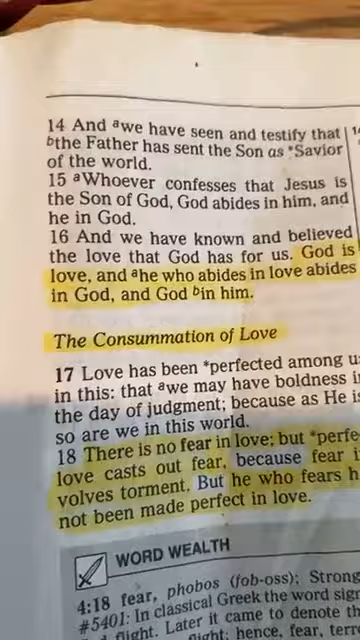 14 And ᵃwe have seen and testify that
ᵇthe Father has sent the Son as *Savior
of the world.
15 ᵃWhoever confesses that Jesus is
the Son of God, God abides in him, and
he in God.
16 And we have known and believed
the love that God has for us. God is
love, and ᵃhe who abides in love abides
in God, and God ᵇin him.
The Consummation of Love
17 Love has been *perfected among u
in this: that ᵃwe may have boldness i
the day of judgment; because as He is
so are we in this world.
18 There is no fear in love; but *perfe
love casts out fear, because fear i
volves torment. But he who fears h
not been made perfect in love.
WORD WEALTH
4:18 fear, phobos (fob-oss); Strong
#5401: In classical Greek the word sign
flight. Later it came to denote th
flight; hence, fear, terr